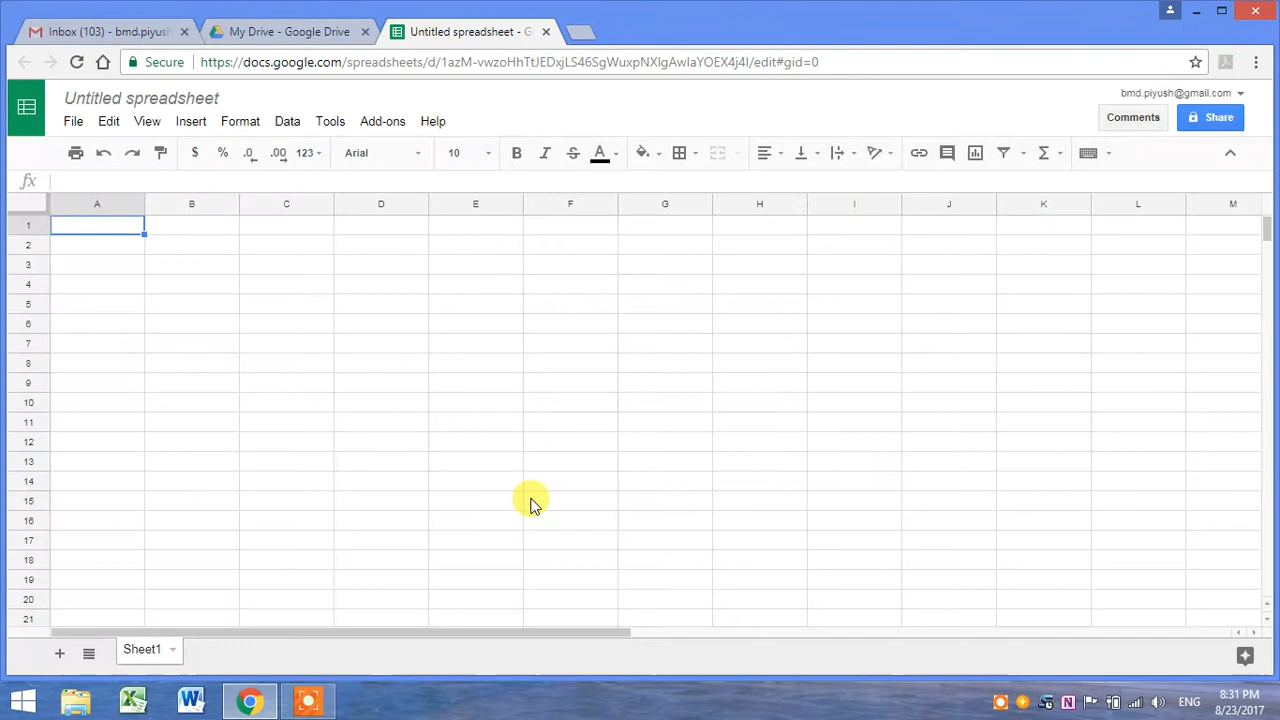 Inbox (103) - bmd.piyush
My Drive - Google Drive
Untitled spreadsheet - G
Secure
https://docs.google.com/spreadsheets/d/1azM-vwzoHhTtJEDxjLS46SgWuxpNXIgAwIaYOEX4j4I/edit#gid=0
Untitled spreadsheet
bmd.piyush@gmail.com
File Edit View Insert Format Data Tools Add-ons Help
Comments
Share
$ % .0 .00 123 Arial 10 B I S A
fx
A B C D E F G H I J K L M
1
2
3
4
5
6
7
8
9
10
11
12
13
14
15
16
17
18
19
20
21
Sheet1
ENG
8:31 PM
8/23/2017